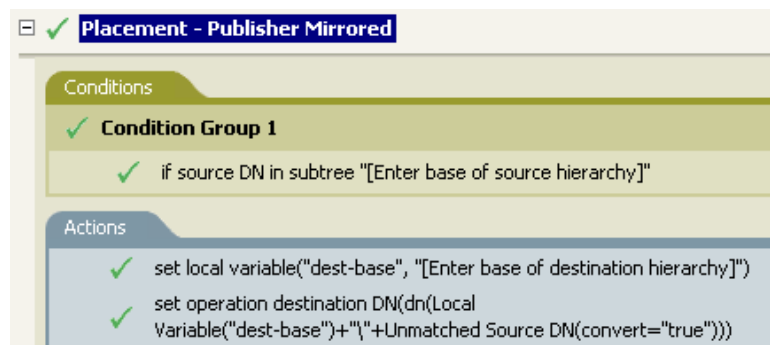 Placement - Publisher Mirrored
Conditions
Condition Group 1
if source DN in subtree "[Enter base of source hierarchy]"
Actions
set local variable("dest-base", "[Enter base of destination hierarchy]")
set operation destination DN(dn(Local
Variable("dest-base")+"\"+Unmatched Source DN(convert="true")))